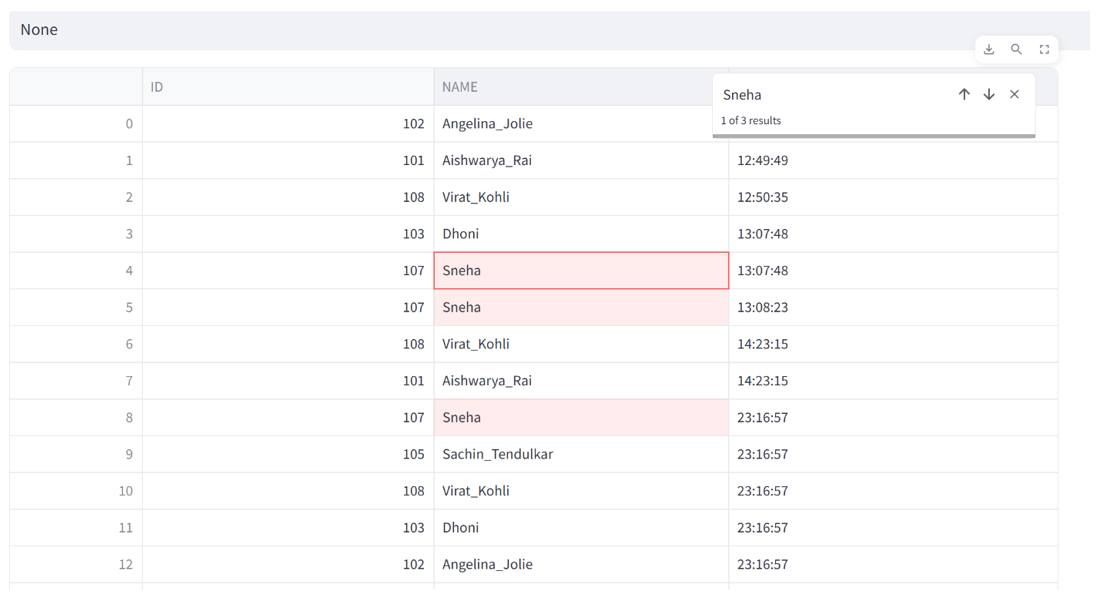 None
ID NAME
Sneha
1 of 3 results
0 102 Angelina_Jolie
1 101 Aishwarya_Rai 12:49:49
2 108 Virat_Kohli 12:50:35
3 103 Dhoni 13:07:48
4 107 Sneha 13:07:48
5 107 Sneha 13:08:23
6 108 Virat_Kohli 14:23:15
7 101 Aishwarya_Rai 14:23:15
8 107 Sneha 23:16:57
9 105 Sachin_Tendulkar 23:16:57
10 108 Virat_Kohli 23:16:57
11 103 Dhoni 23:16:57
12 102 Angelina_Jolie 23:16:57